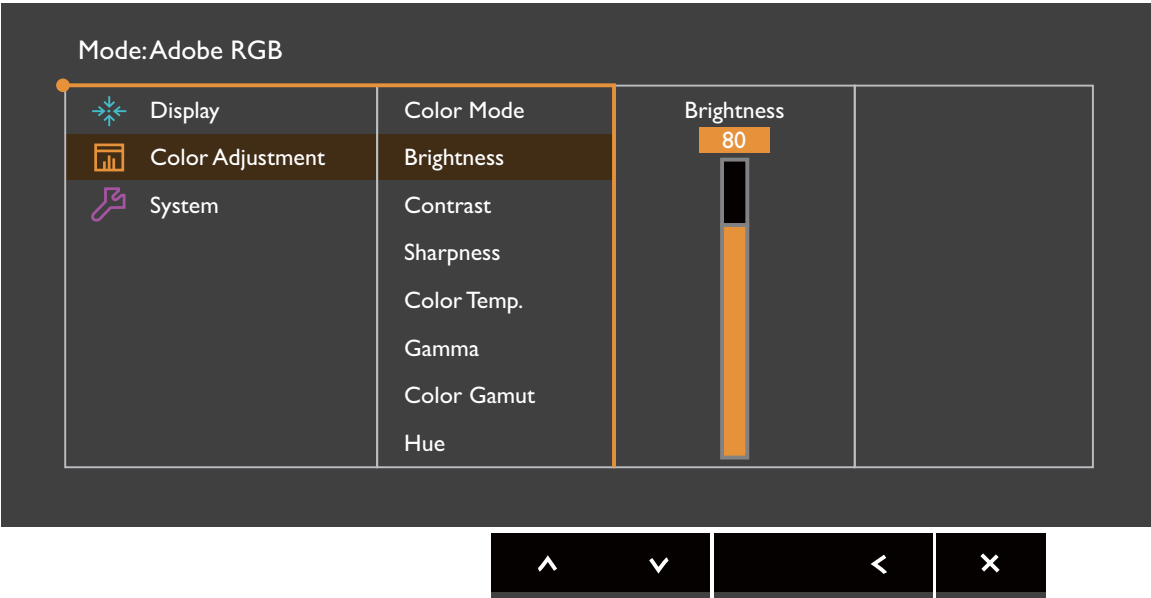 Mode: Adobe RGB
Display
Color Adjustment
System
Color Mode
Brightness
Contrast
Sharpness
Color Temp.
Gamma
Color Gamut
Hue
Brightness
80